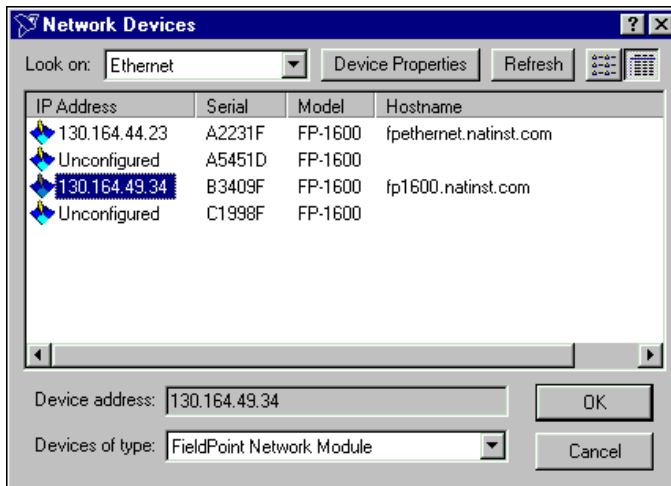 Network Devices
Look on: Ethernet Device Properties Refresh
IP Address Serial Model Hostname
130.164.44.23 A2231F FP-1600 fpethernet.natinst.com
Unconfigured A5451D FP-1600
130.164.49.34 B3409F FP-1600 fp1600.natinst.com
Unconfigured C1998F FP-1600
Device address: 130.164.49.34 OK
Devices of type: FieldPoint Network Module Cancel